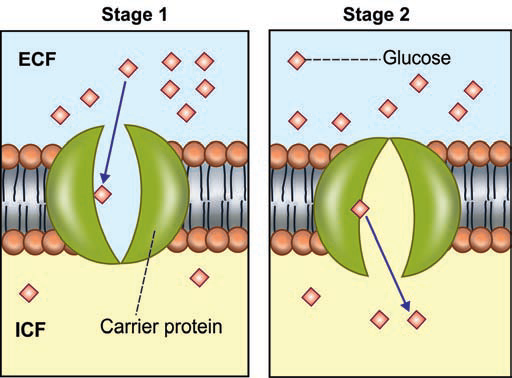 Stage 1
Stage 2
ECF
Glucose
ICF
Carrier protein